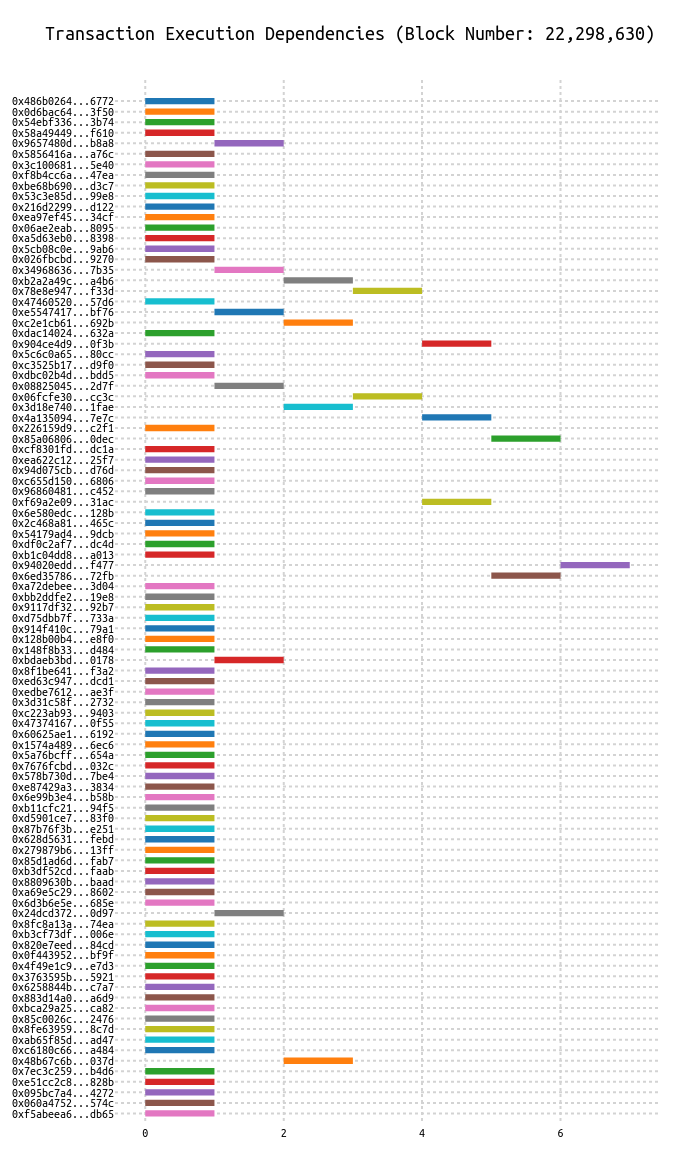 Transaction Execution Dependencies (Block Number: 22,298,630)
0x486b0264...6772
0x0d6bac64...3f50
0x54ebf336...3b74
0x58a49449...f610
0x9657480d...b8a8
0x5856416a...a76c
0x3c100681...5e40
0xf8b4cc6a...47ea
0xbe68b690...d3c7
0x53c3e85d...99e8
0x216d2299...d122
0xea97ef45...34cf
0x06ae2eab...8095
0xa5d63eb0...8398
0x5cb08c0e...9ab6
0x026fbcbd...9270
0x34968636...7b35
0xb2a2a49c...a4b6
0x78e8e947...f33d
0x47460520...57d6
0xe5547417...bf76
0xc2e1cb61...692b
0xdac14024...632a
0x904ce4d9...0f3b
0x5c6c0a65...80cc
0xc3525b17...d9f0
0xdbc02b4d...bdd5
0x08825045...2d7f
0x06fcfe30...cc3c
0x3d18e740...1fae
0x4a135094...7e7c
0x226159d9...c2f1
0x85a06806...0dec
0xcf8301fd...dc1a
0xea622c12...25f7
0x94d075cb...d76d
0xc655d150...6806
0x96860481...c452
0xf69a2e09...31ac
0x6e580edc...128b
0x2c468a81...465c
0x54179ad4...9dcb
0xdf0c2af7...dc4d
0xb1c04dd8...a013
0x94020edd...f477
0x6ed35786...72fb
0xa72debee...3d04
0xbb2ddfe2...19e8
0x9117df32...92b7
0xd75dbb7f...733a
0x914f410c...79a1
0x128b00b4...e8f0
0x148f8b33...d484
0xbdaeb3bd...0178
0x8f1be641...f3a2
0xed63c947...dcd1
0xedbe7612...ae3f
0x3d31c58f...2732
0xc223ab93...9403
0x47374167...0f55
0x60625ae1...6192
0x1574a489...6ec6
0x5a76bcff...654a
0x7676fcbd...032c
0x578b730d...7be4
0xe87429a3...3834
0x6e99b3e4...b58b
0xb11cfc21...94f5
0xd5901ce7...83f0
0x87b76f3b...e251
0x628d5631...febd
0x279879b6...13ff
0x85d1ad6d...fab7
0xb3df52cd...faab
0x8809630b...baad
0xa69e5c29...8602
0x6d3b6e5e...685e
0x24dcd372...0d97
0x8fc8a13a...74ea
0xb3cf73df...006e
0x820e7eed...84cd
0x0f443952...bf9f
0x4f49e1c9...e7d3
0x3763595b...5921
0x6258844b...c7a7
0x883d14a0...a6d9
0xbca29a25...ca82
0x85c0026c...2476
0x8fe63959...8c7d
0xab65f85d...ad47
0xc6180c66...a484
0x48b67c6b...037d
0x7ec3c259...b4d6
0xe51cc2c8...828b
0x095bc7a4...4272
0x060a4752...574c
0xf5abeea6...db65
0 2 4 6